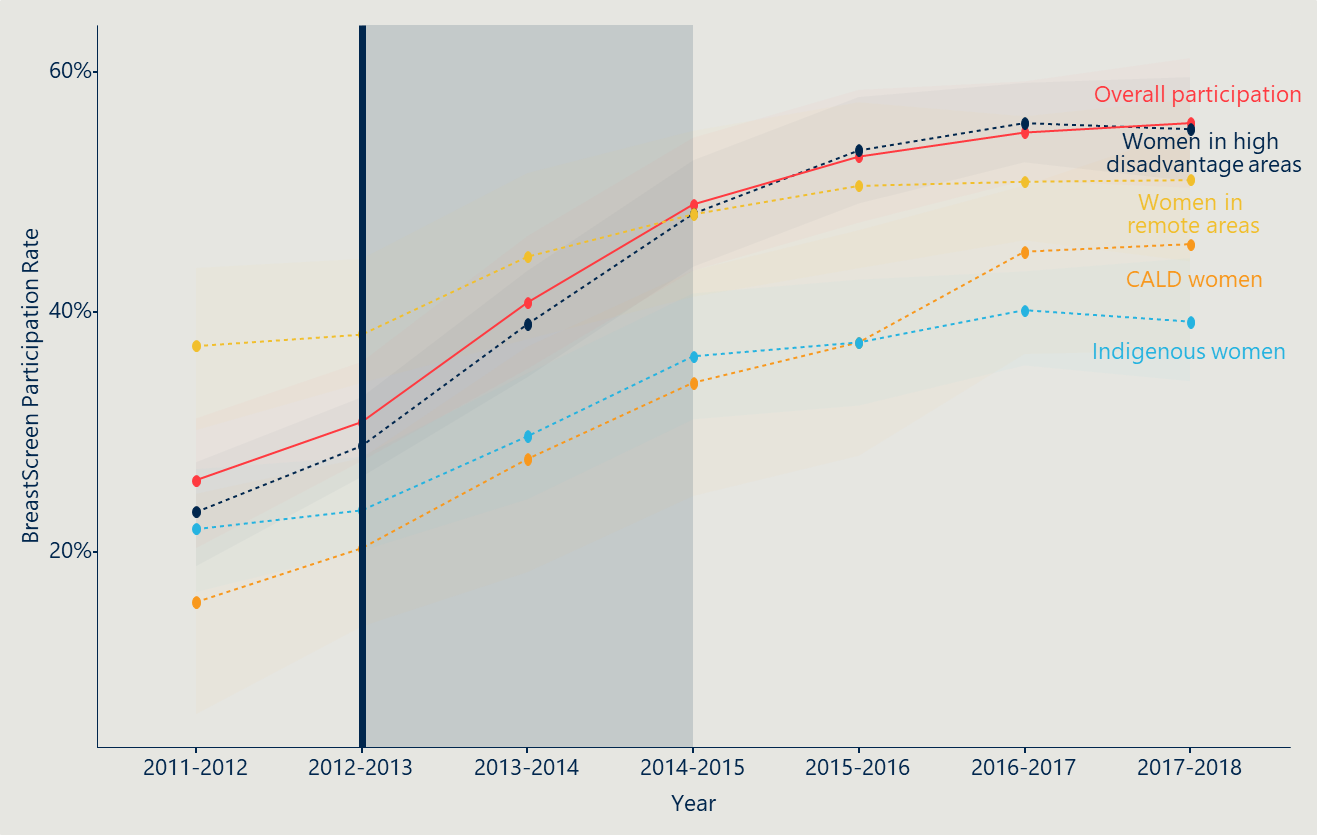 60%
40%
20%
BreastScreen Participation Rate
Overall participation
Women in high
disadvantage areas
Women in
remote areas
CALD women
Indigenous women
2011-2012
2012-2013
2013-2014
2014-2015
2015-2016
2016-2017
2017-2018
Year